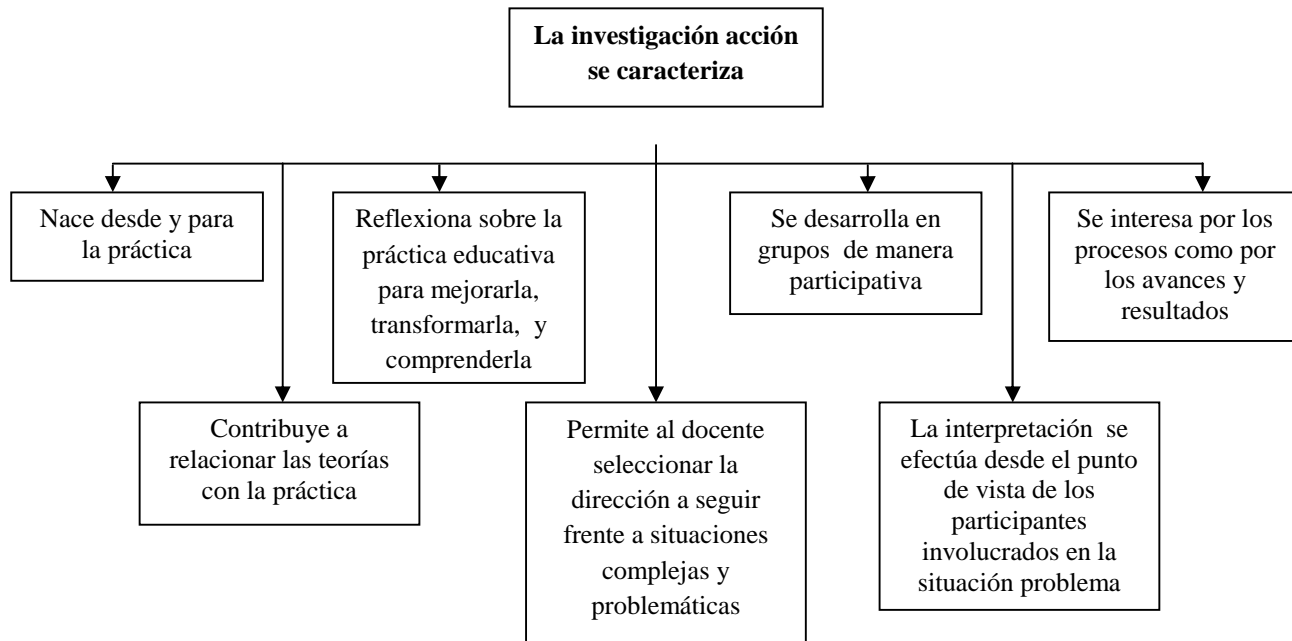 La investigación acción
se caracteriza
Nace desde y para
la práctica
Reflexiona sobre la
práctica educativa
para mejorarla,
transformarla, y
comprenderla
Se desarrolla en
grupos de manera
participativa
Se interesa por los
procesos como por
los avances y
resultados
Contribuye a
relacionar las teorías
con la práctica
Permite al docente
seleccionar la
dirección a seguir
frente a situaciones
complejas y
problemáticas
La interpretación se
efectúa desde el punto
de vista de los
participantes
involucrados en la
situación problema